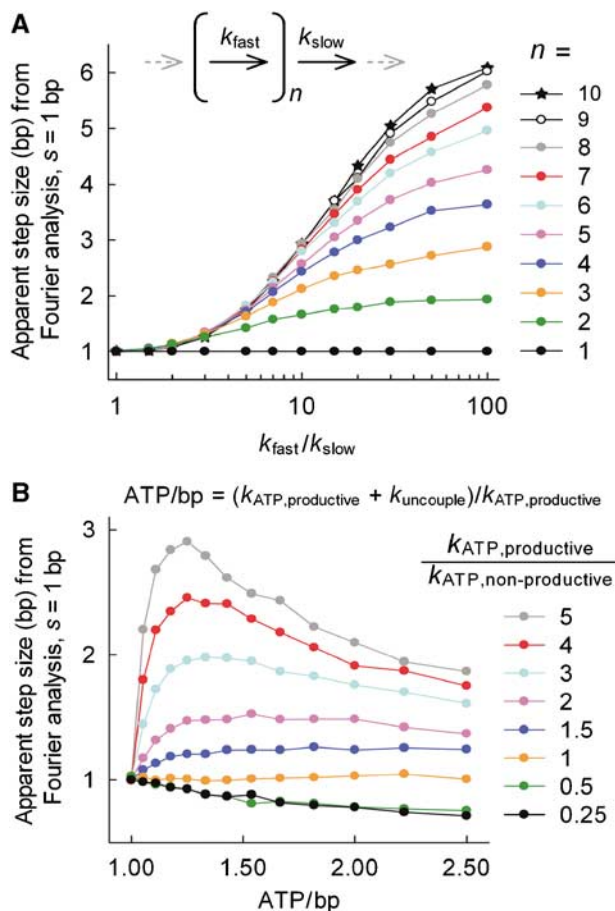 A
k_fast
k_slow
n
n =
Apparent step size (bp) from
Fourier analysis, s = 1 bp
6
5
4
3
2
1
10
9
8
7
6
5
4
3
2
1
1
10
100
k_fast/k_slow
B
ATP/bp = (k_ATP,productive + k_uncouple)/k_ATP,productive
Apparent step size (bp) from
Fourier analysis, s = 1 bp
3
2
1
k_ATP,productive
k_ATP,non-productive
5
4
3
2
1.5
1
0.5
0.25
1.00
1.50
2.00
2.50
ATP/bp